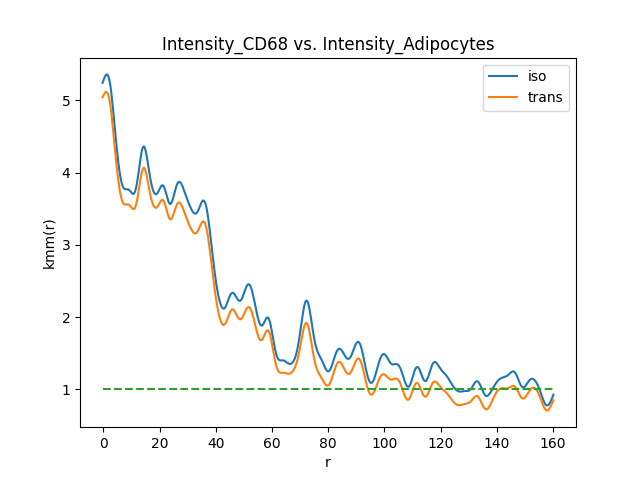 Intensity_CD68 vs. Intensity_Adipocytes
iso
trans
kmm(r)
5
4
3
2
1
0 20 40 60 80 100 120 140 160
r